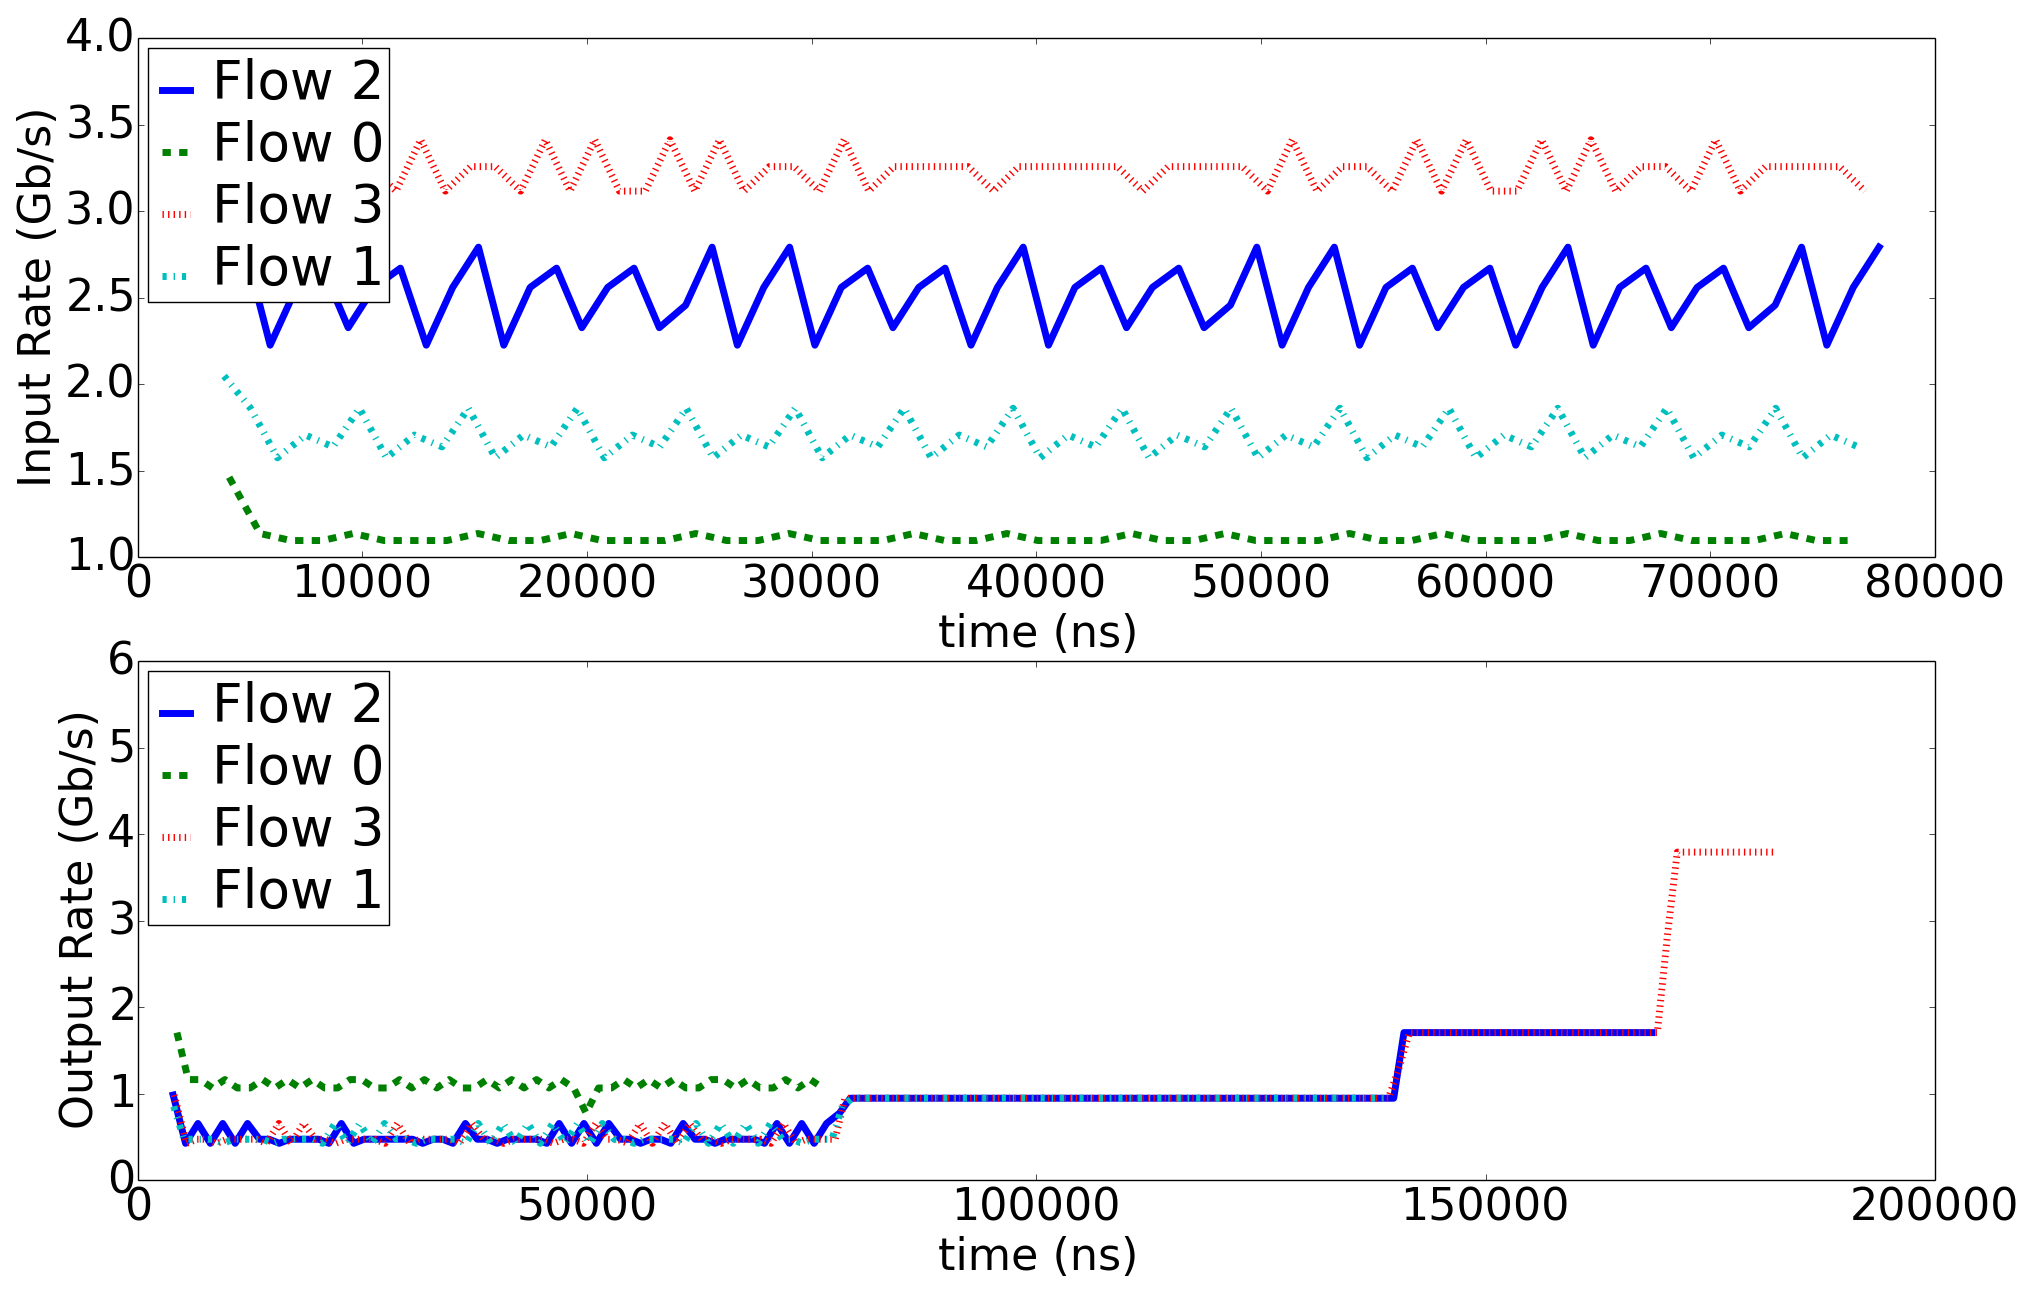 4.0
3.5
3.0
2.5
2.0
1.5
1.0
Input Rate (Gb/s)
Flow 2
Flow 0
Flow 3
Flow 1
0 10000 20000 30000 40000 50000 60000 70000 80000
time (ns)
6
5
4
3
2
1
0
Output Rate (Gb/s)
Flow 2
Flow 0
Flow 3
Flow 1
0 50000 100000 150000 200000
time (ns)